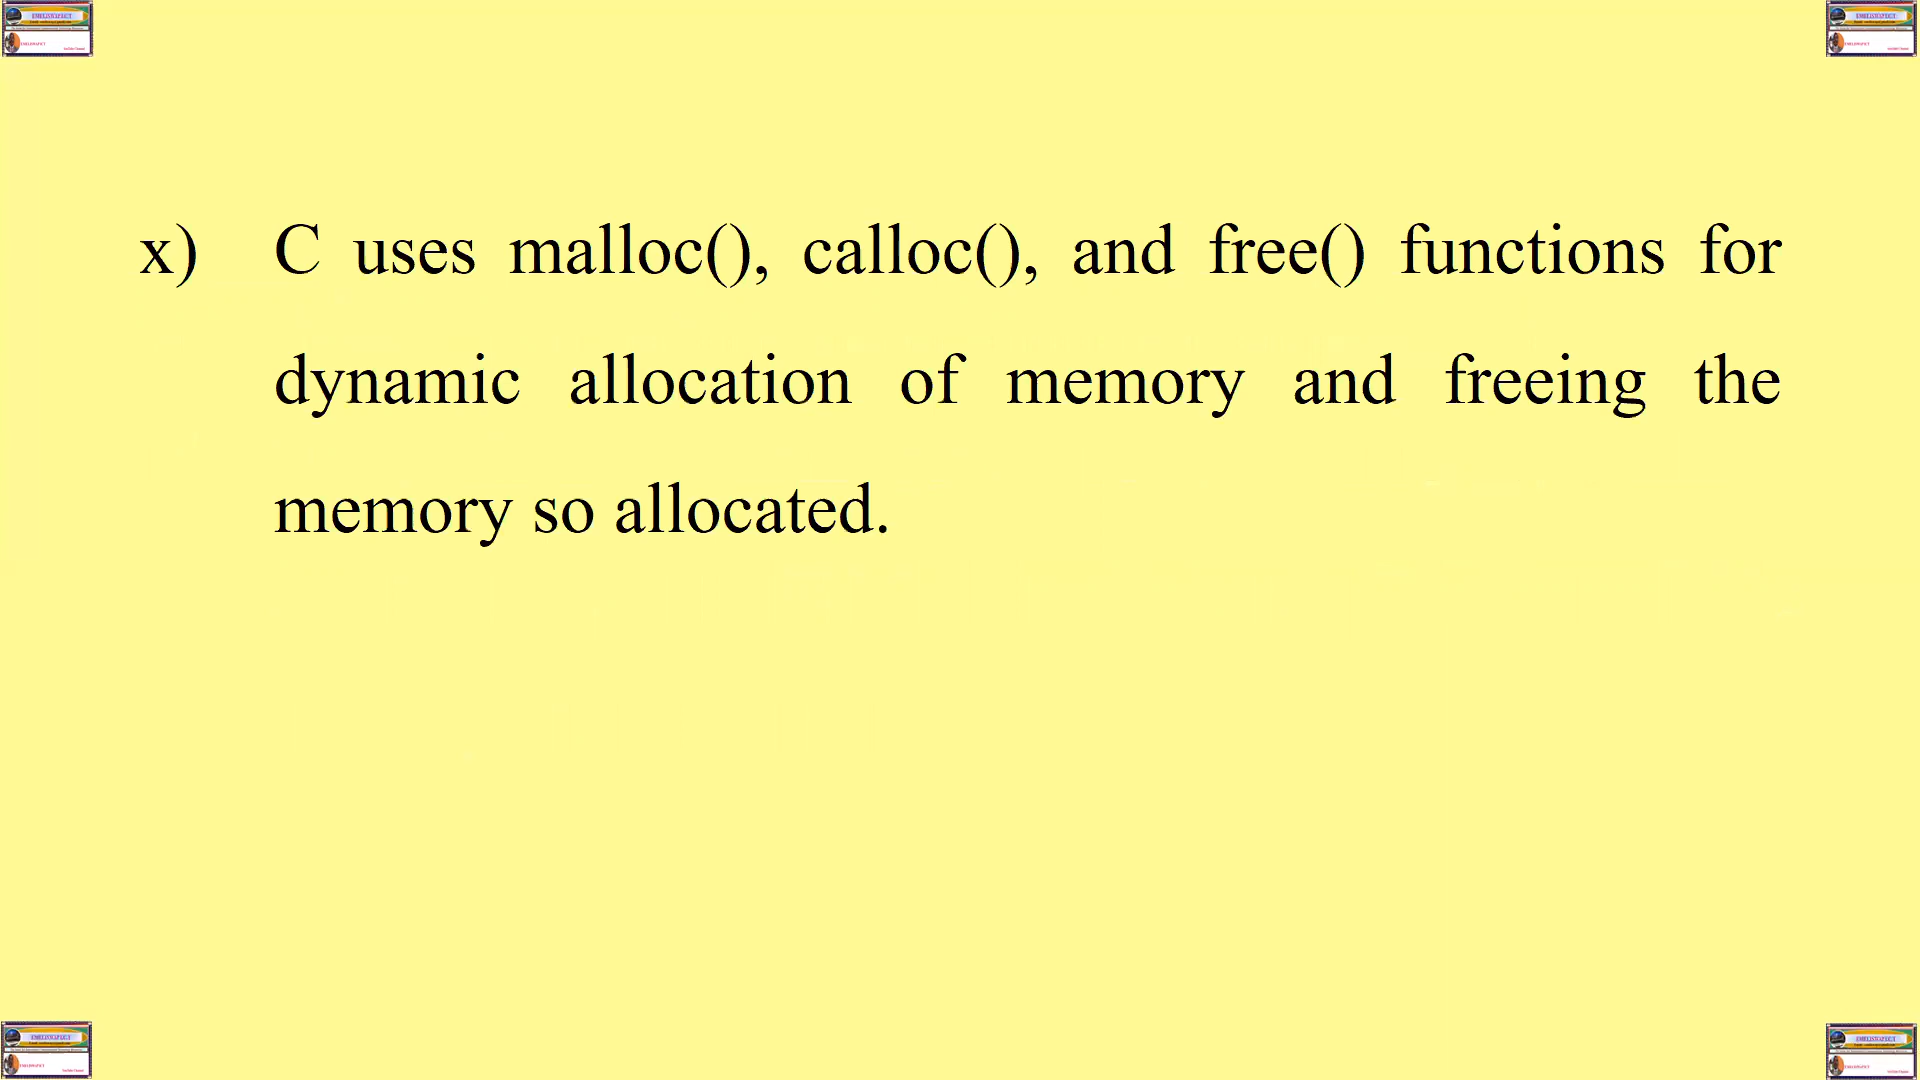 x) C uses malloc(), calloc(), and free() functions for
dynamic allocation of memory and freeing the
memory so allocated.